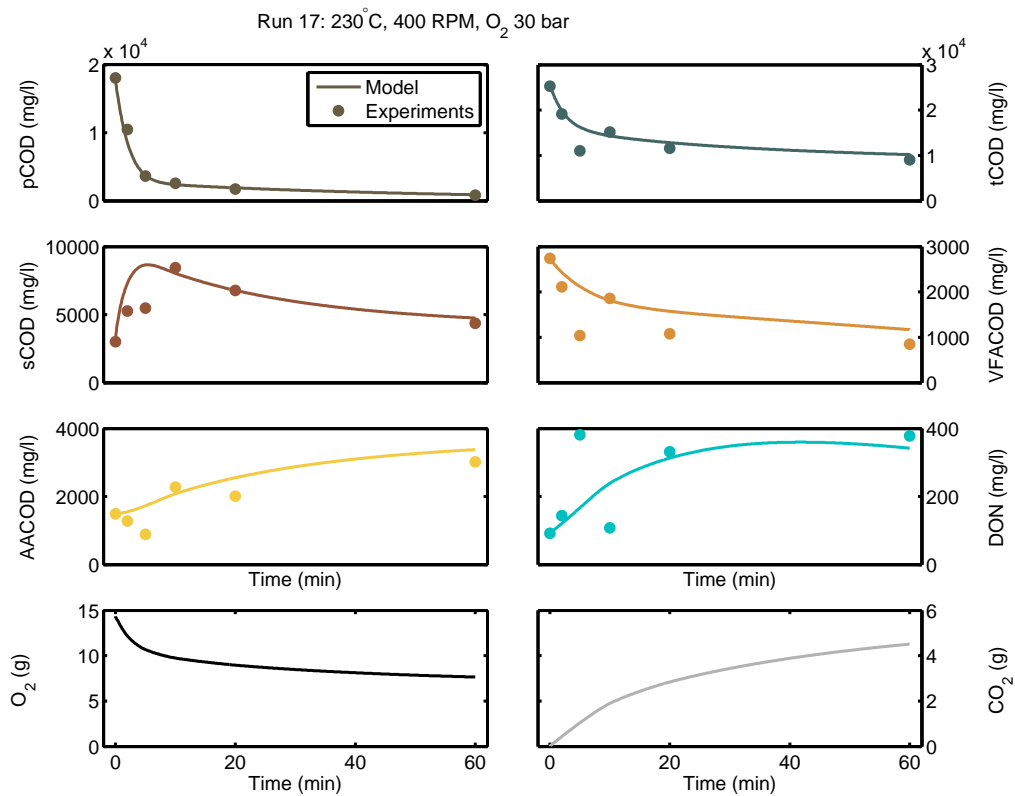 Run 17: 230°C, 400 RPM, O2 30 bar
x 10^4
x 10^4
2
1
0
pCOD (mg/l)
Model
Experiments
3
2
1
0
tCOD (mg/l)
10000
5000
0
sCOD (mg/l)
3000
2000
1000
0
VFACOD (mg/l)
4000
2000
0
AACOD (mg/l)
Time (min)
400
200
0
DON (mg/l)
Time (min)
15
10
5
0
O2 (g)
0 20 40 60
Time (min)
6
4
2
0
CO2 (g)
0 20 40 60
Time (min)